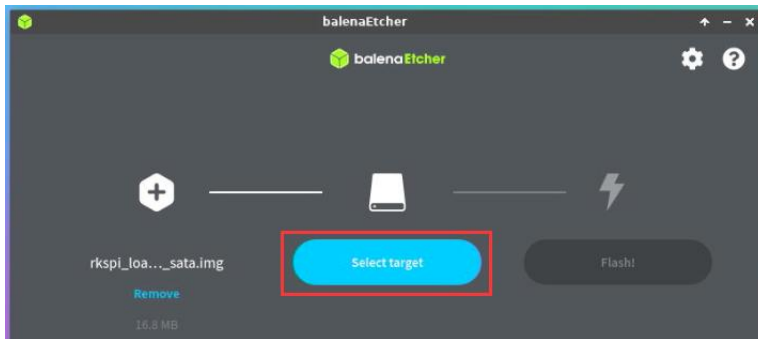 balenaEtcher
balenaEtcher
rkspi_loa..._sata.img
Select target
Flash!
Remove
16.8 MB